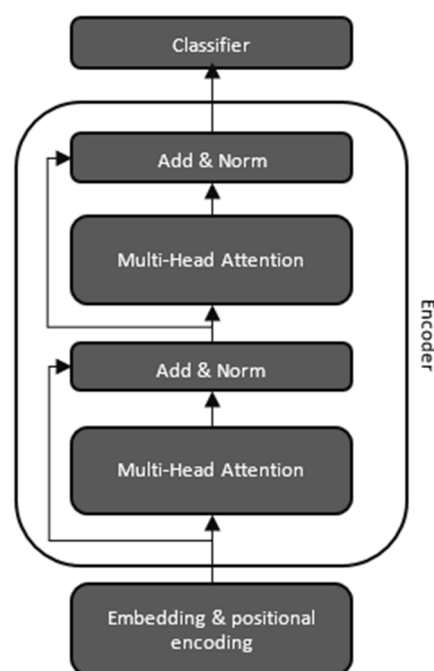 Classifier
Add & Norm
Multi-Head Attention
Add & Norm
Multi-Head Attention
Embedding & positional
encoding
Encoder